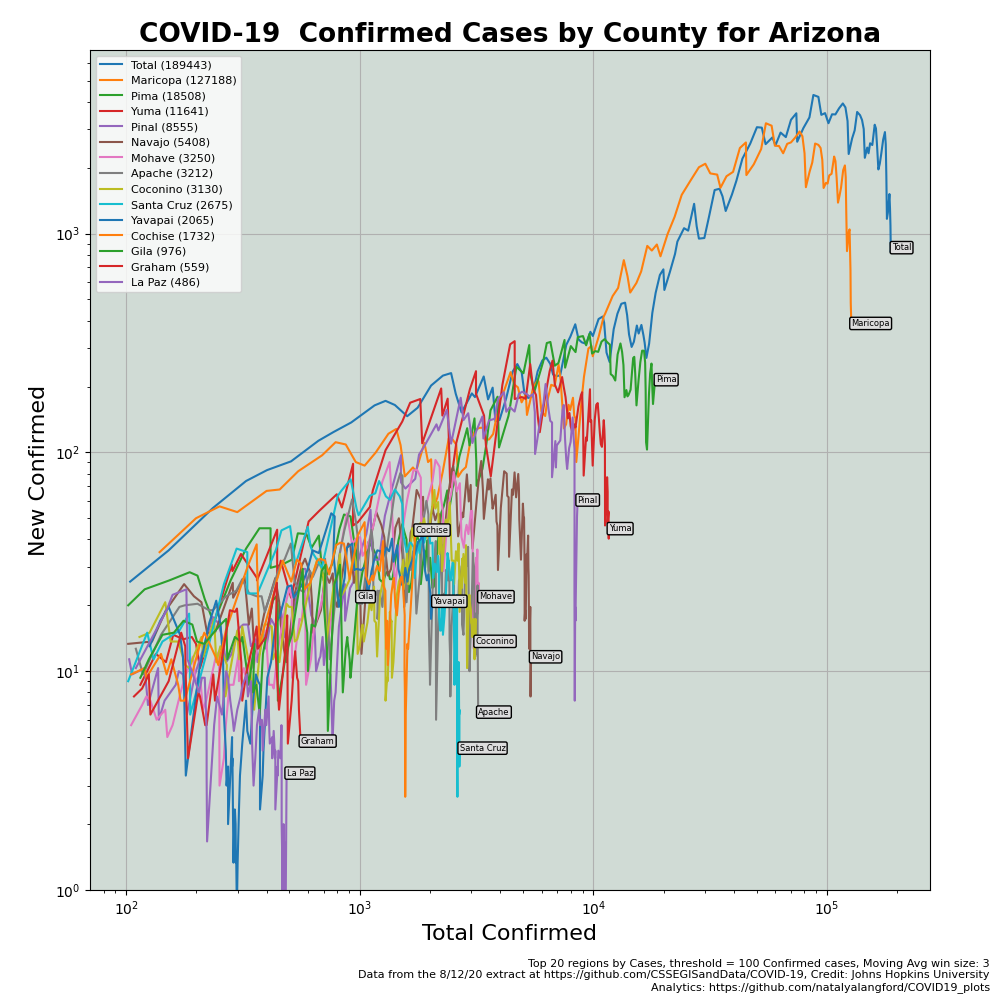 COVID-19  Confirmed Cases by County for Arizona
Total (189443)
Maricopa (127188)
Pima (18508)
Yuma (11641)
Pinal (8555)
Navajo (5408)
Mohave (3250)
Apache (3212)
Coconino (3130)
Santa Cruz (2675)
Yavapai (2065)
Cochise (1732)
Gila (976)
Graham (559)
La Paz (486)
New Confirmed
10³
10²
10¹
10⁰
Total
Maricopa
Pima
Pinal
Yuma
Cochise
Gila
Yavapai
Mohave
Coconino
Navajo
Apache
Graham
Santa Cruz
La Paz
10² 10³ 10⁴ 10⁵
Total Confirmed
Top 20 regions by Cases, threshold = 100 Confirmed cases, Moving Avg win size: 3
Data from the 8/12/20 extract at https://github.com/CSSEGISandData/COVID-19, Credit: Johns Hopkins University
Analytics: https://github.com/natalyalangford/COVID19_plots